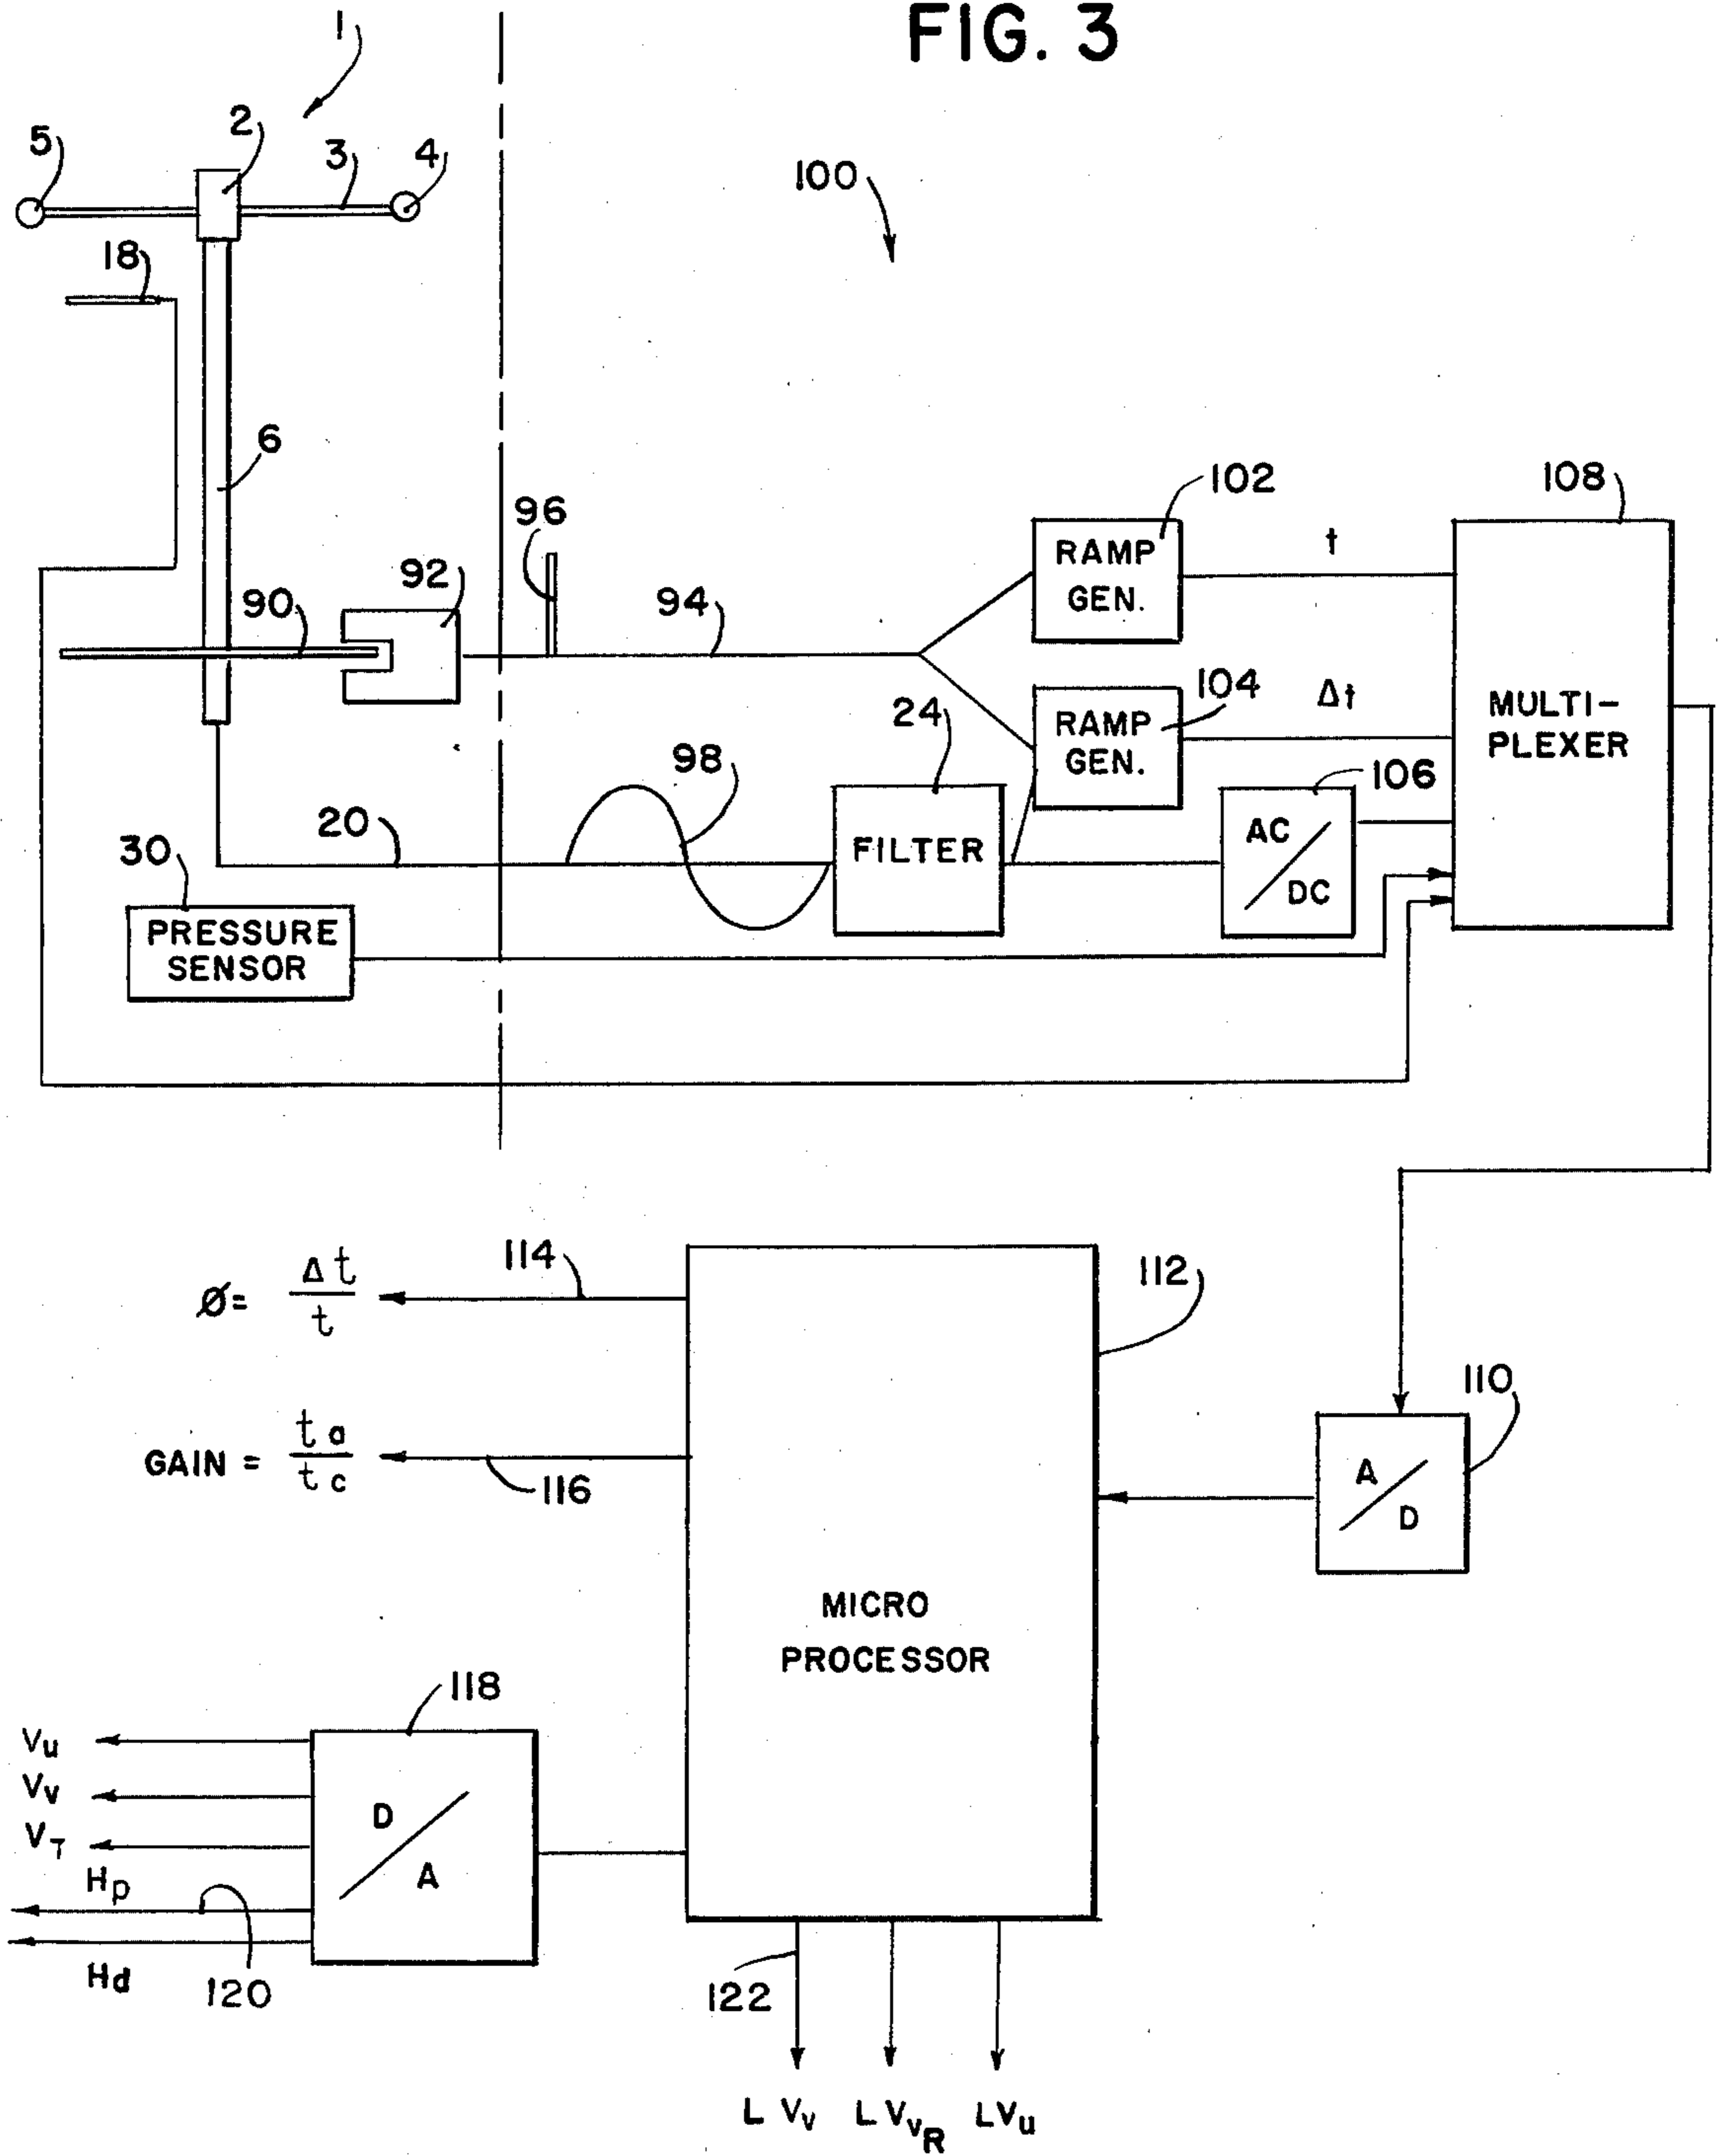 FIG. 3
1
2
5
3
4
100
18
6
102
108
96
RAMP
GEN.
t
92
90
94
104
Δt
24
RAMP
GEN.
MULTI-
PLEXER
98
106
20
FILTER
AC
DC
30
PRESSURE
SENSOR
114
112
Ø = Δt / t
110
GAIN = ta / tc
116
A
D
MICRO
PROCESSOR
118
Vu
Vv
VT
D
A
Hp
Hd
120
122
L Vv
L VvR
LVu